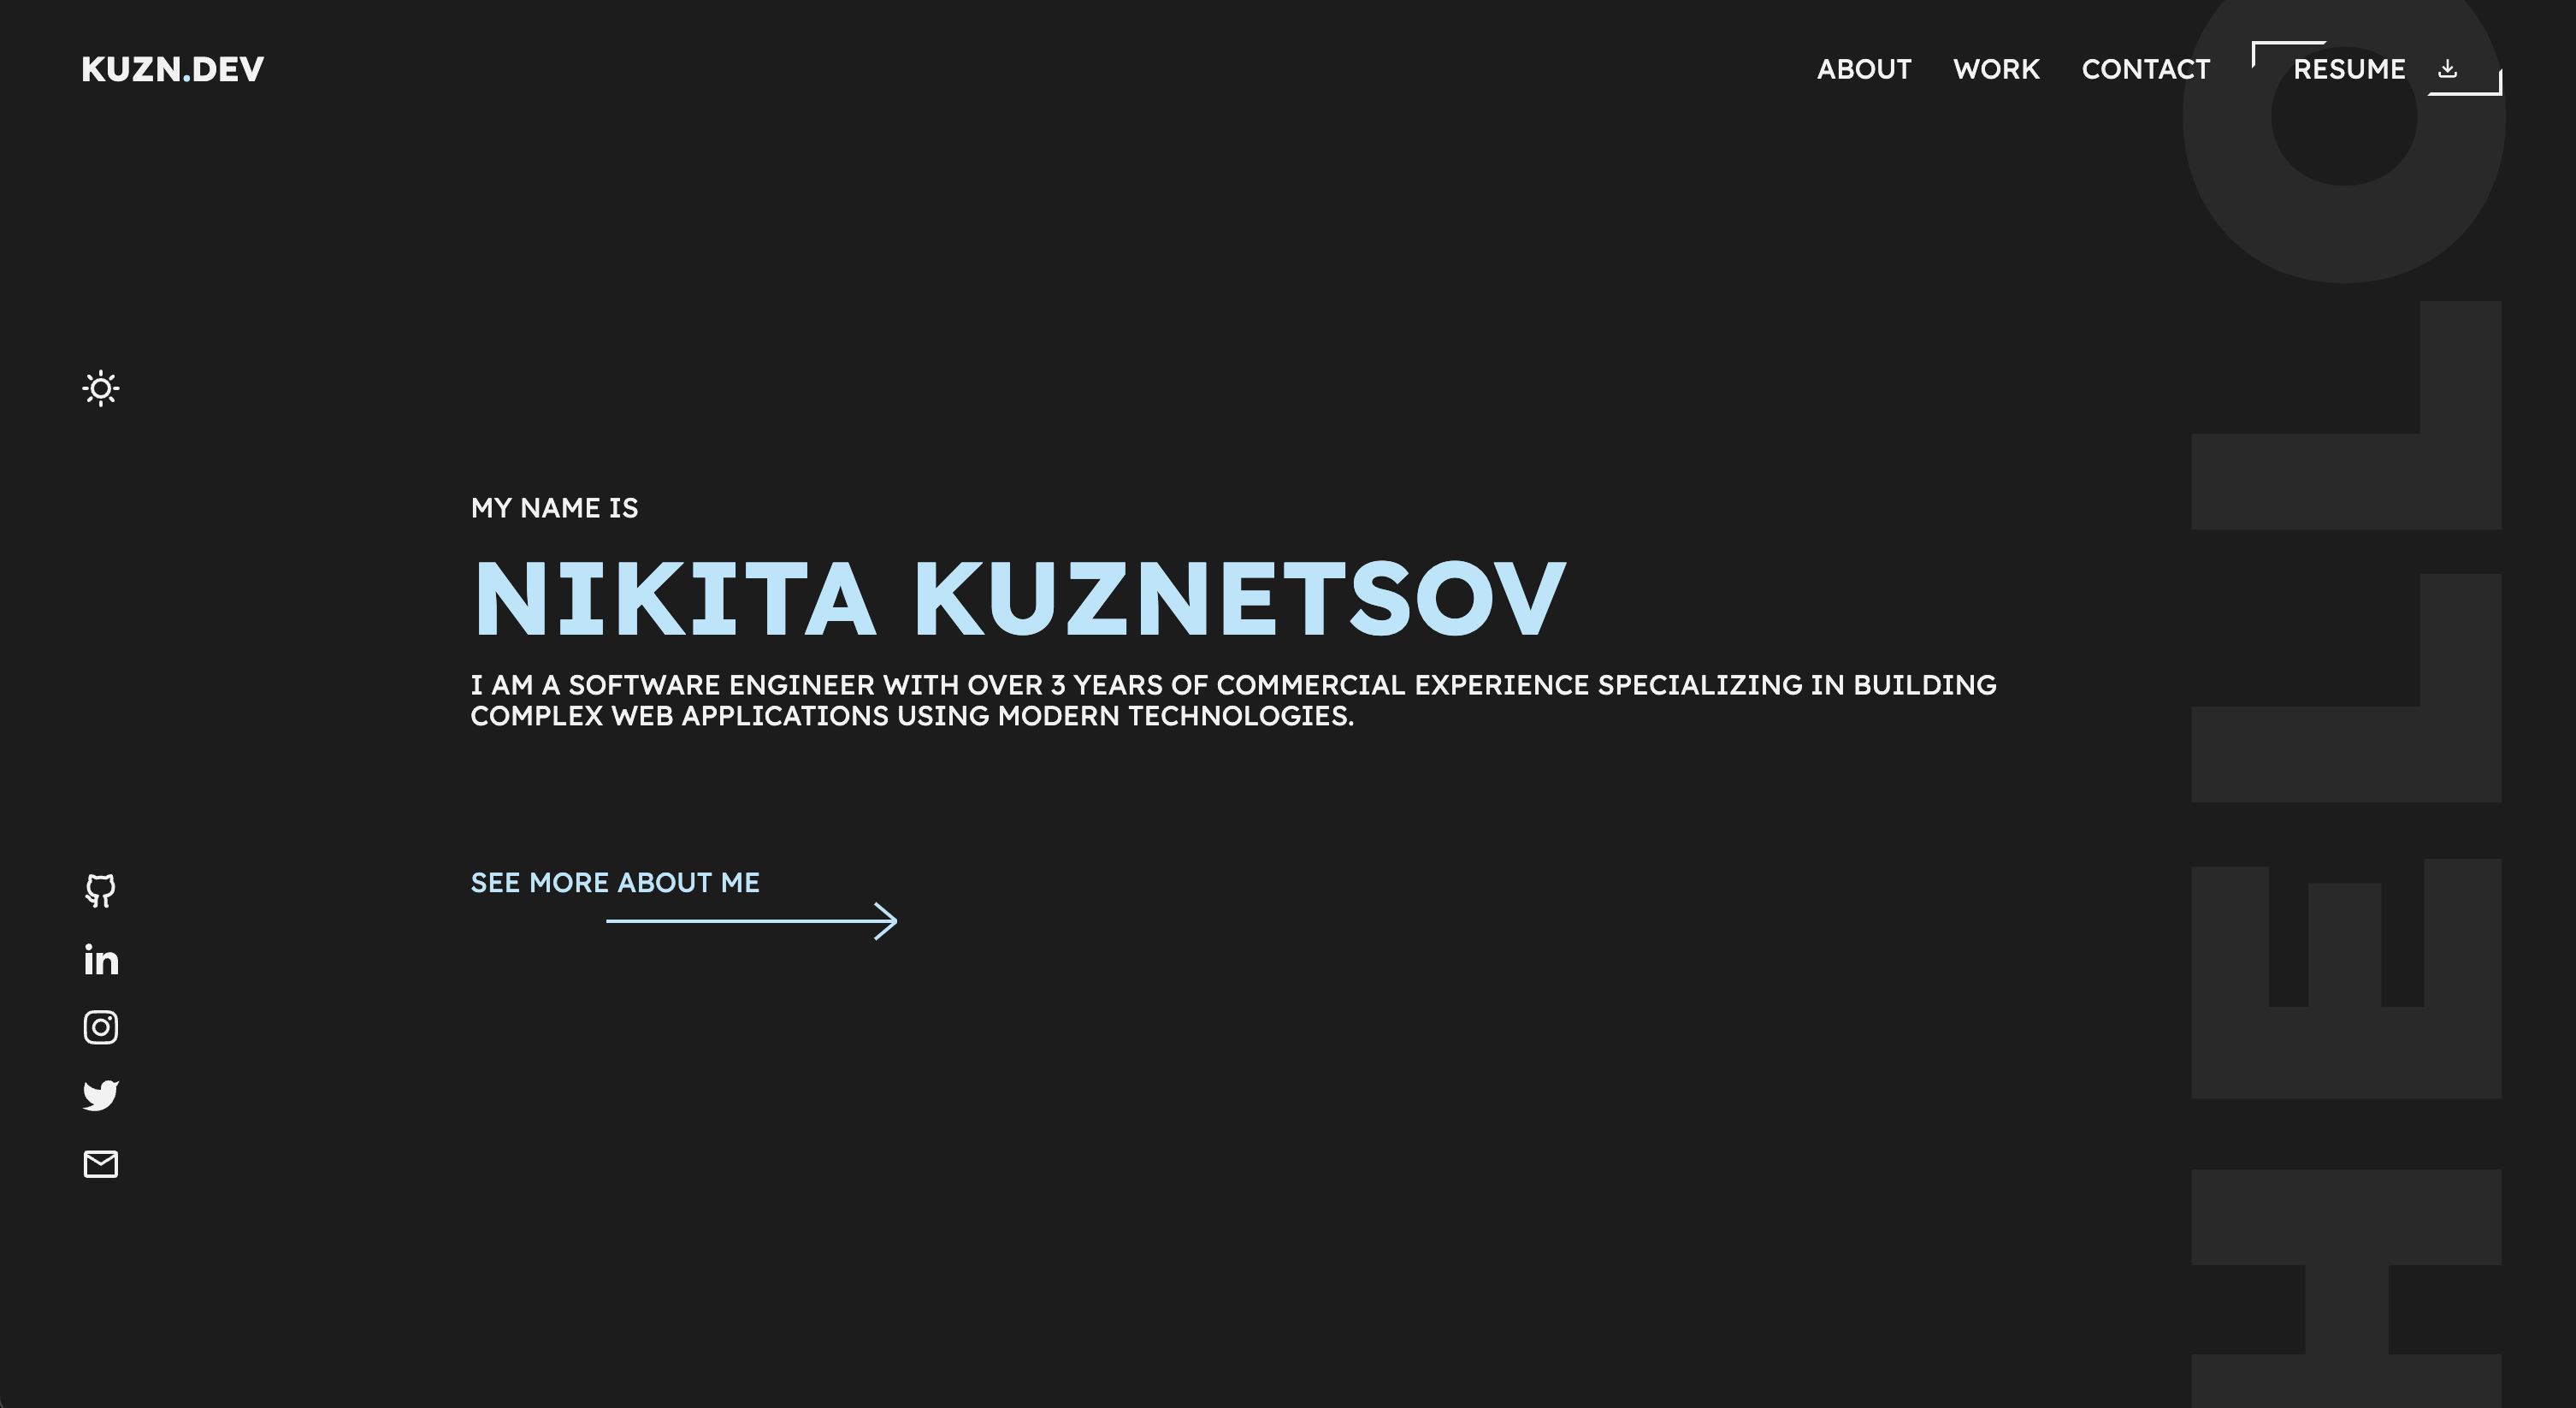 KUZN.DEV
ABOUT WORK CONTACT RESUME
MY NAME IS
NIKITA KUZNETSOV
I AM A SOFTWARE ENGINEER WITH OVER 3 YEARS OF COMMERCIAL EXPERIENCE SPECIALIZING IN BUILDING
COMPLEX WEB APPLICATIONS USING MODERN TECHNOLOGIES.
SEE MORE ABOUT ME
in
HELLO